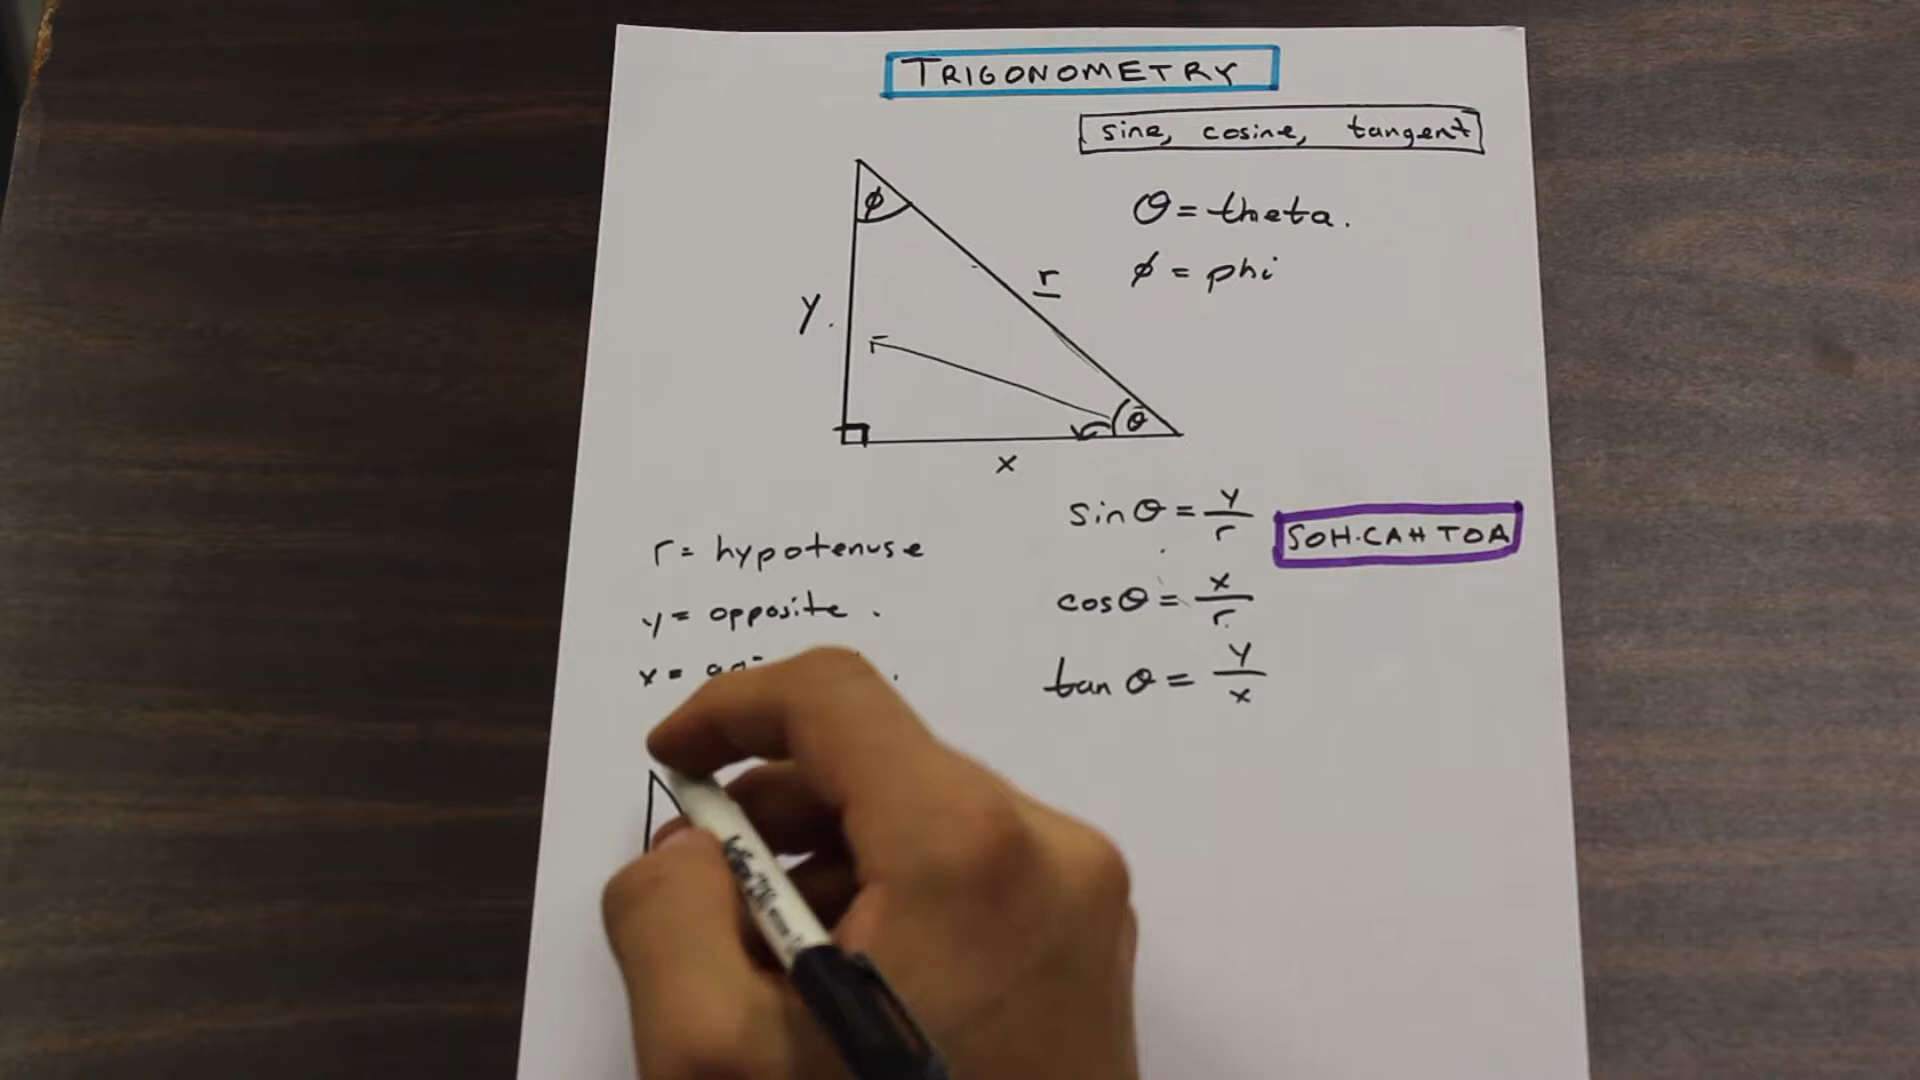 TRIGONOMETRY
sine, cosine, tangent
ϕ
θ = theta.
ϕ = phi
r
y.
θ
x
sin θ = y/r
SOH.CAH TOA
r = hypotenuse
cos θ = x/r
y = opposite.
tan θ = y/x
x =